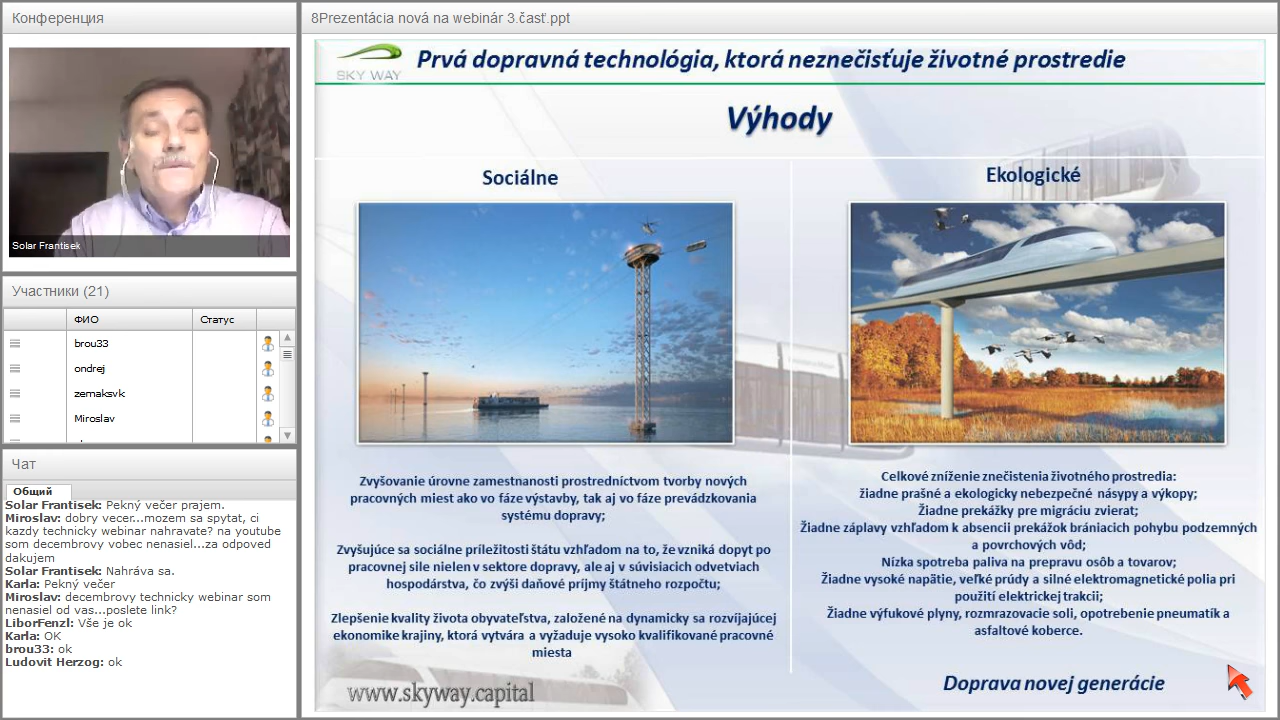 Конференция
Solar Frantisek
Участники (21)
ФИО
Статус
brou33
ondrej
zemaksvk
Miroslav
Чат
Общий
Solar Frantisek: Pekný večer prajem.
Miroslav: dobry vecer...mozem sa spytat, ci
kazdy technicky webinar nahravate? na youtube
som decembrovy vobec nenasiel...za odpoved
dakujem
Solar Frantisek: Nahráva sa.
Karla: Pekný večer
Miroslav: decembrovy technicky webinar som
nenasiel od vas...poslete link?
LiborFenzl: Vše je ok
Karla: OK
brou33: ok
Ludovit Herzog: ok
8Prezentácia nová na webinár 3.časť.ppt
SKY WAY
Prvá dopravná technológia, ktorá neznečisťuje životné prostredie
Výhody
Sociálne
Zvyšovanie úrovne zamestnanosti prostredníctvom tvorby nových
pracovných miest ako vo fáze výstavby, tak aj vo fáze prevádzkovania
systému dopravy;
Zvyšujúce sa sociálne príležitosti štátu vzhľadom na to, že vzniká dopyt po
pracovnej sile nielen v sektore dopravy, ale aj v súvisiacich odvetviach
hospodárstva, čo zvýši daňové príjmy štátneho rozpočtu;
Zlepšenie kvality života obyvateľstva, založené na dynamicky sa rozvíjajúcej
ekonomike krajiny, ktorá vytvára a vyžaduje vysoko kvalifikované pracovné
miesta
Ekologické
Celkové zníženie znečistenia životného prostredia:
žiadne prašné a ekologicky nebezpečné násypy a výkopy;
Žiadne prekážky pre migráciu zvierat;
Žiadne záplavy vzhľadom k absencii prekážok brániacich pohybu podzemných
a povrchových vôd;
Nízka spotreba paliva na prepravu osôb a tovarov;
Žiadne vysoké napätie, veľké prúdy a silné elektromagnetické polia pri
použití elektrickej trakcii;
Žiadne výfukové plyny, rozmrazovacie soli, opotrebenie pneumatík a
asfaltové koberce.
www.skyway.capital
Doprava novej generácie